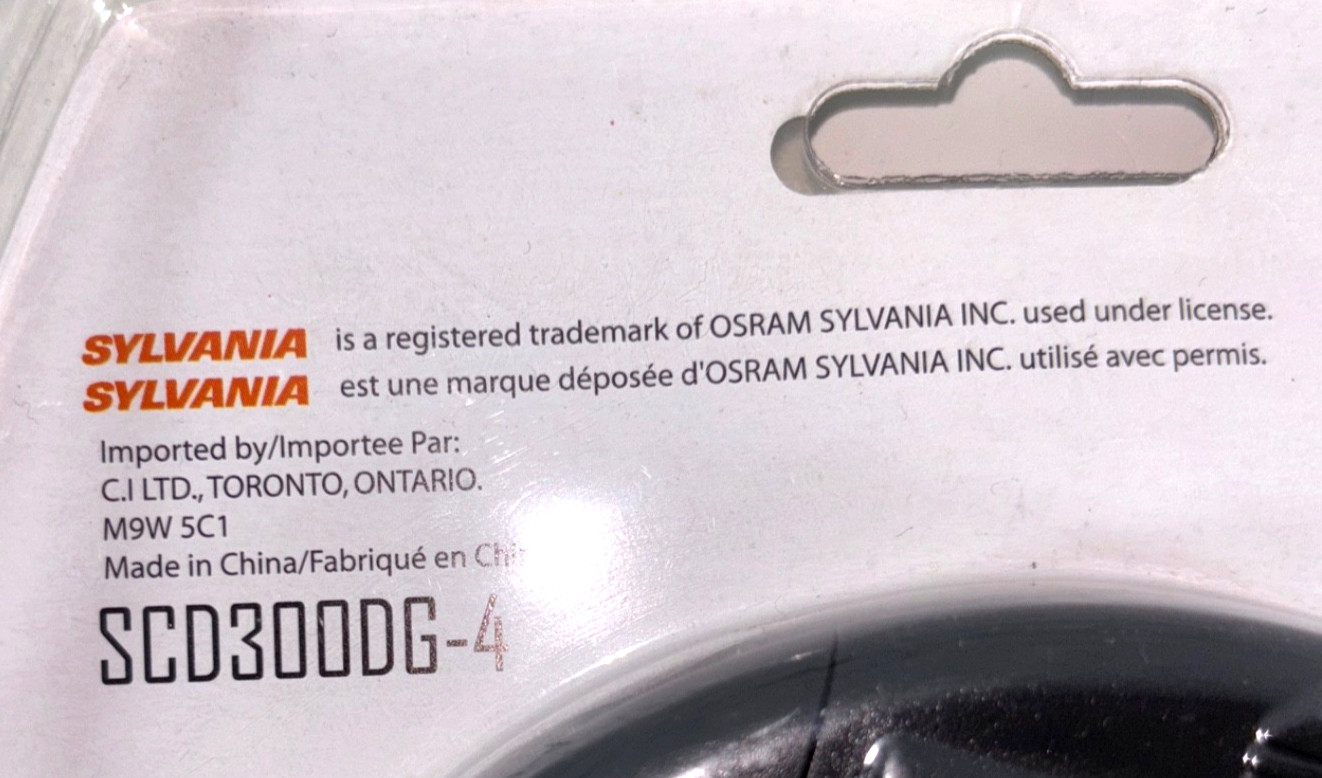 SYLVANIA is a registered trademark of OSRAM SYLVANIA INC. used under license.
SYLVANIA est une marque déposée d'OSRAM SYLVANIA INC. utilisé avec permis.
Imported by/Importee Par:
C.I LTD., TORONTO, ONTARIO.
M9W 5C1
Made in China/Fabriqué en
SCD300DG-4